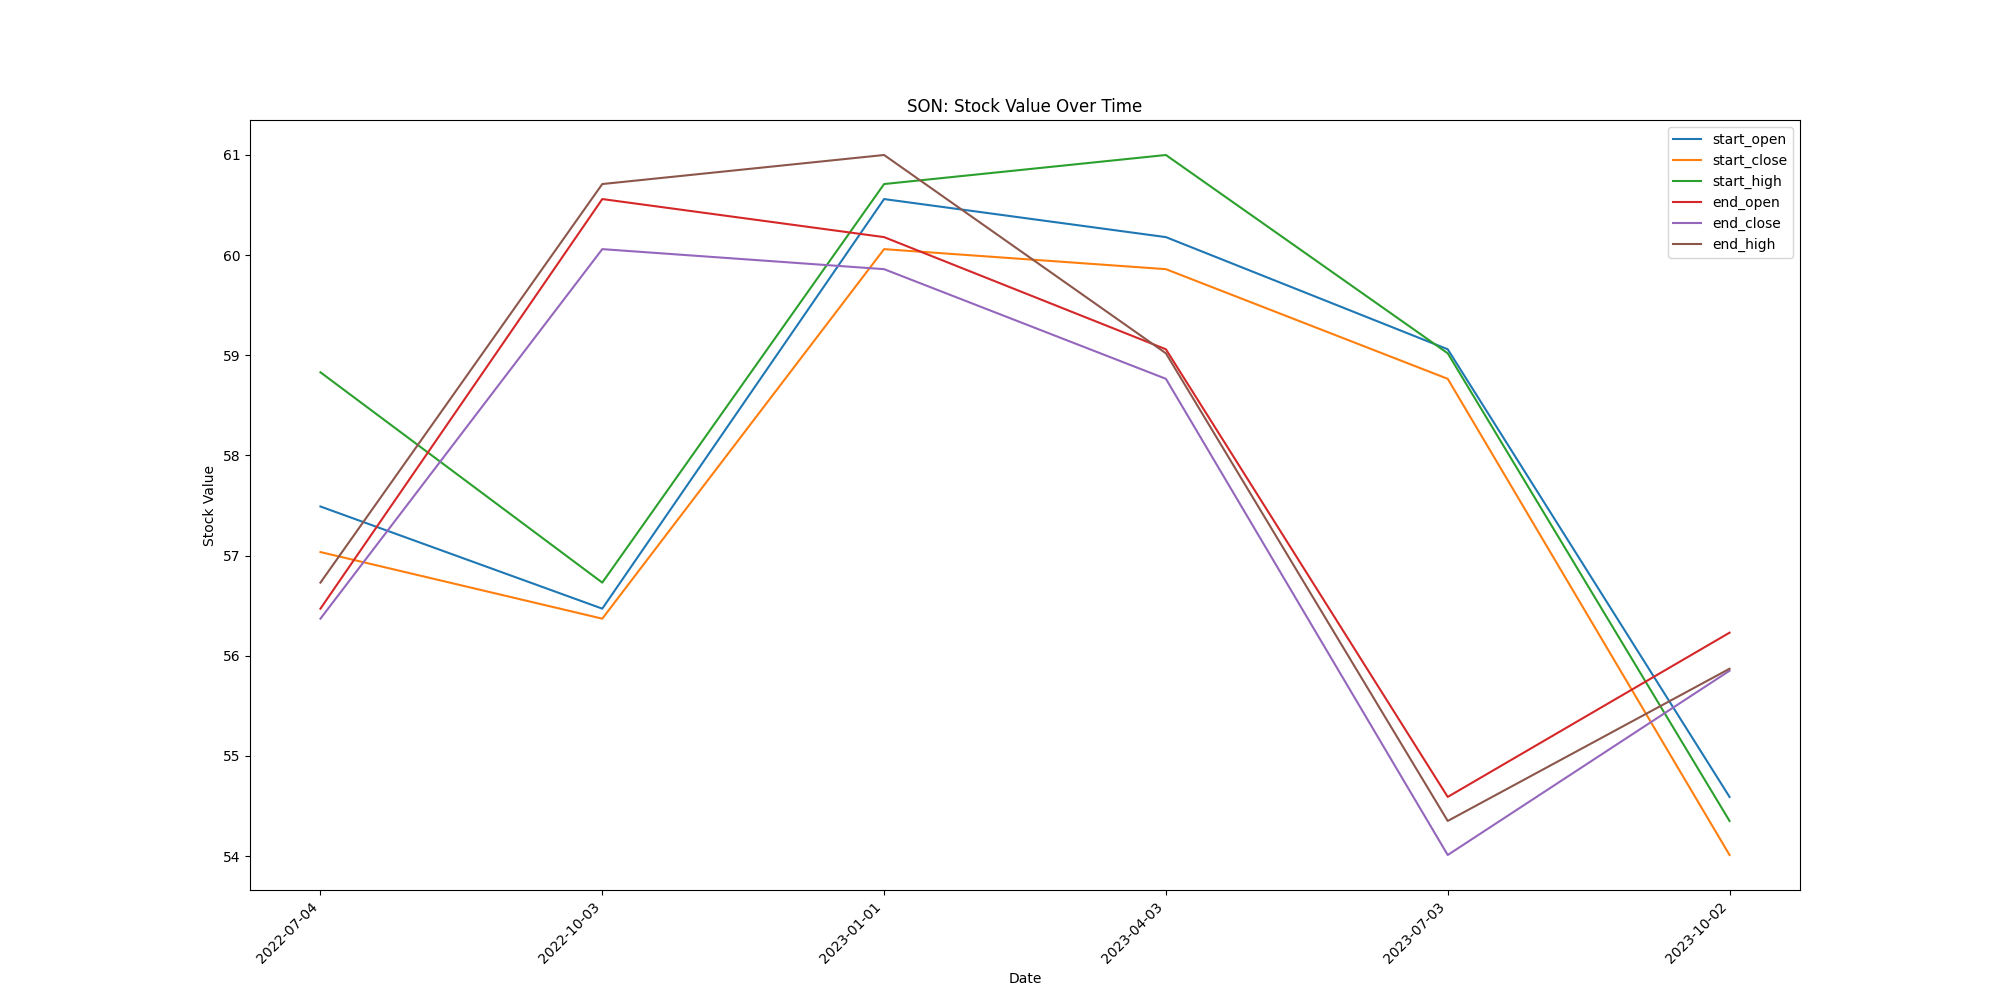 SON: Stock Value Over Time
start_open
start_close
start_high
end_open
end_close
end_high
Stock Value
61
60
59
58
57
56
55
54
2022-07-04
2022-10-03
2023-01-01
2023-04-03
2023-07-03
2023-10-02
Date